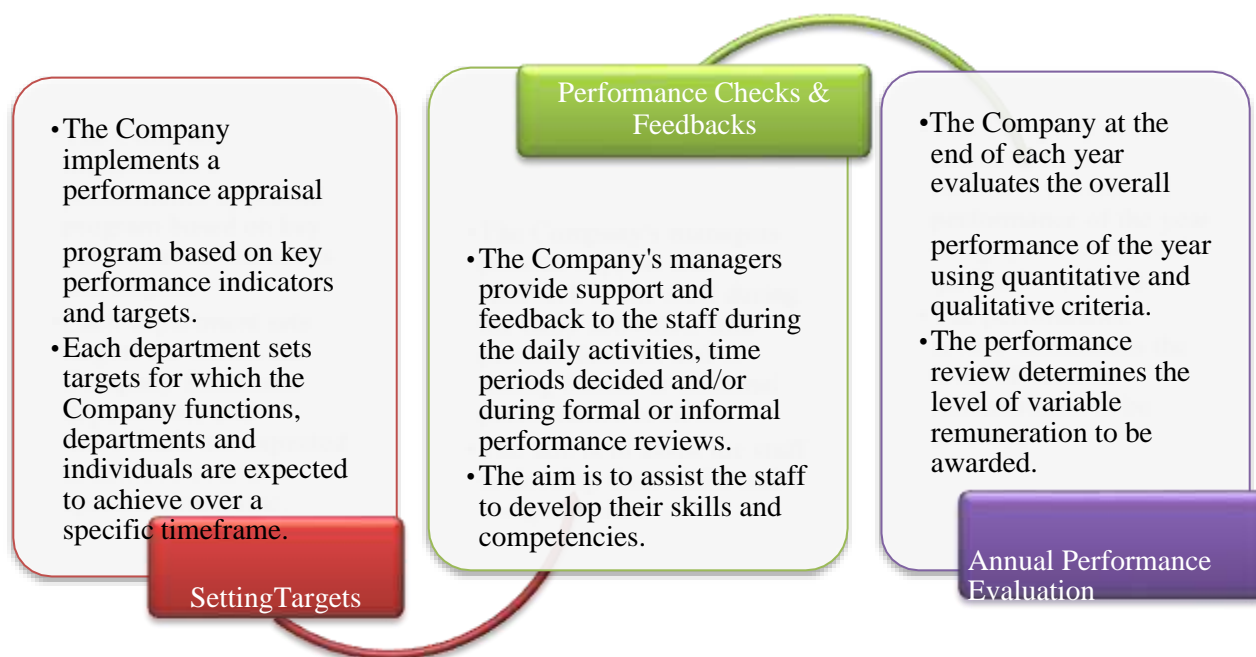 •The Company
implements a
performance appraisal
program based on key
performance indicators
and targets.
•Each department sets
targets for which the
Company functions,
departments and
individuals are expected
to achieve over a
specific timeframe.
SettingTargets
Performance Checks &
Feedbacks
•The Company's managers
provide support and
feedback to the staff during
the daily activities, time
periods decided and/or
during formal or informal
performance reviews.
•The aim is to assist the staff
to develop their skills and
competencies.
•The Company at the
end of each year
evaluates the overall
performance of the year
using quantitative and
qualitative criteria.
•The performance
review determines the
level of variable
remuneration to be
awarded.
Annual Performance
Evaluation